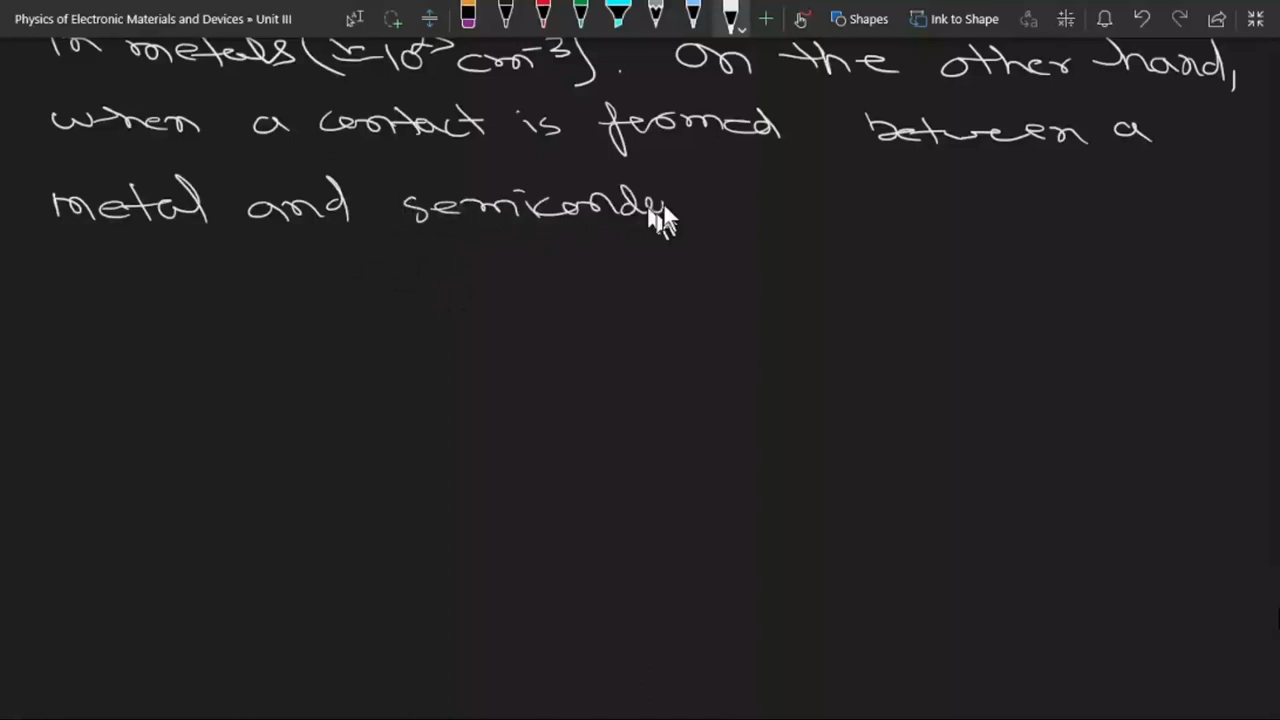 Physics of Electronic Materials and Devices » Unit III
Shapes
Ink to Shape
in metals (≈10 cm⁻³). On the other hand,
when a contact is formed between a
metal and semicondu